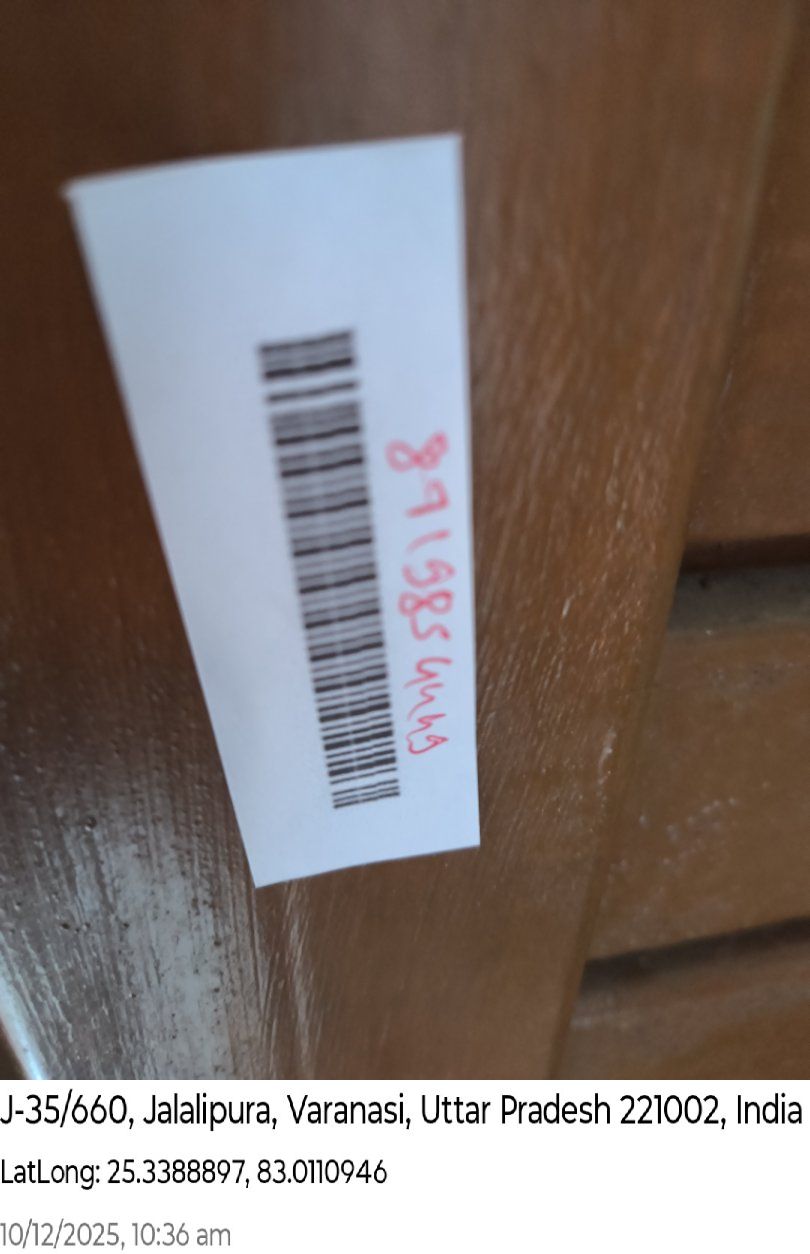 J-35/660, Jalalipura, Varanasi, Uttar Pradesh 221002, India
LatLong: 25.3388897, 83.0110946
10/12/2025, 10:36 am